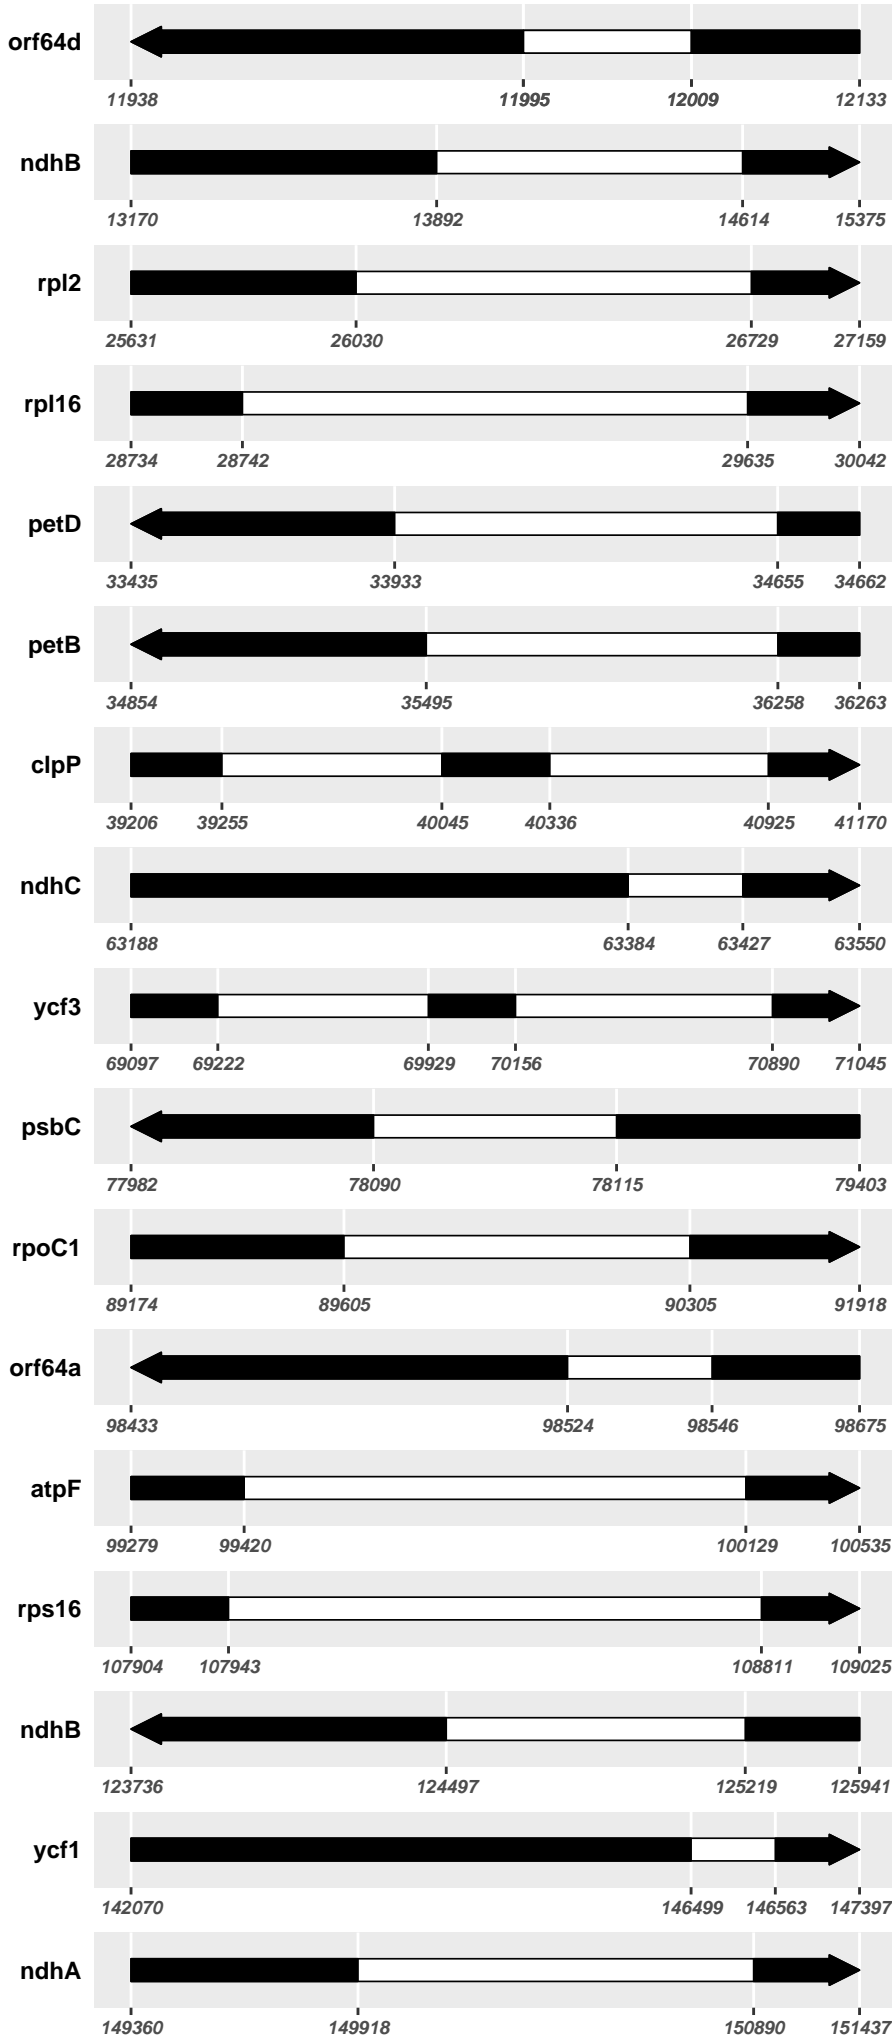 orf64d
11938 11995 12009 12133
ndhB
13170 13892 14614 15375
rpl2
25631 26030 26729 27159
rpl16
28734 28742 29635 30042
petD
33435 33933 34655 34662
petB
34854 35495 36258 36263
clpP
39206 39255 40045 40336 40925 41170
ndhC
63188 63384 63427 63550
ycf3
69097 69222 69929 70156 70890 71045
psbC
77982 78090 78115 79403
rpoC1
89174 89605 90305 91918
orf64a
98433 98524 98546 98675
atpF
99279 99420 100129 100535
rps16
107904 107943 108811 109025
ndhB
123736 124497 125219 125941
ycf1
142070 146499 146563 147397
ndhA
149360 149918 150890 151437